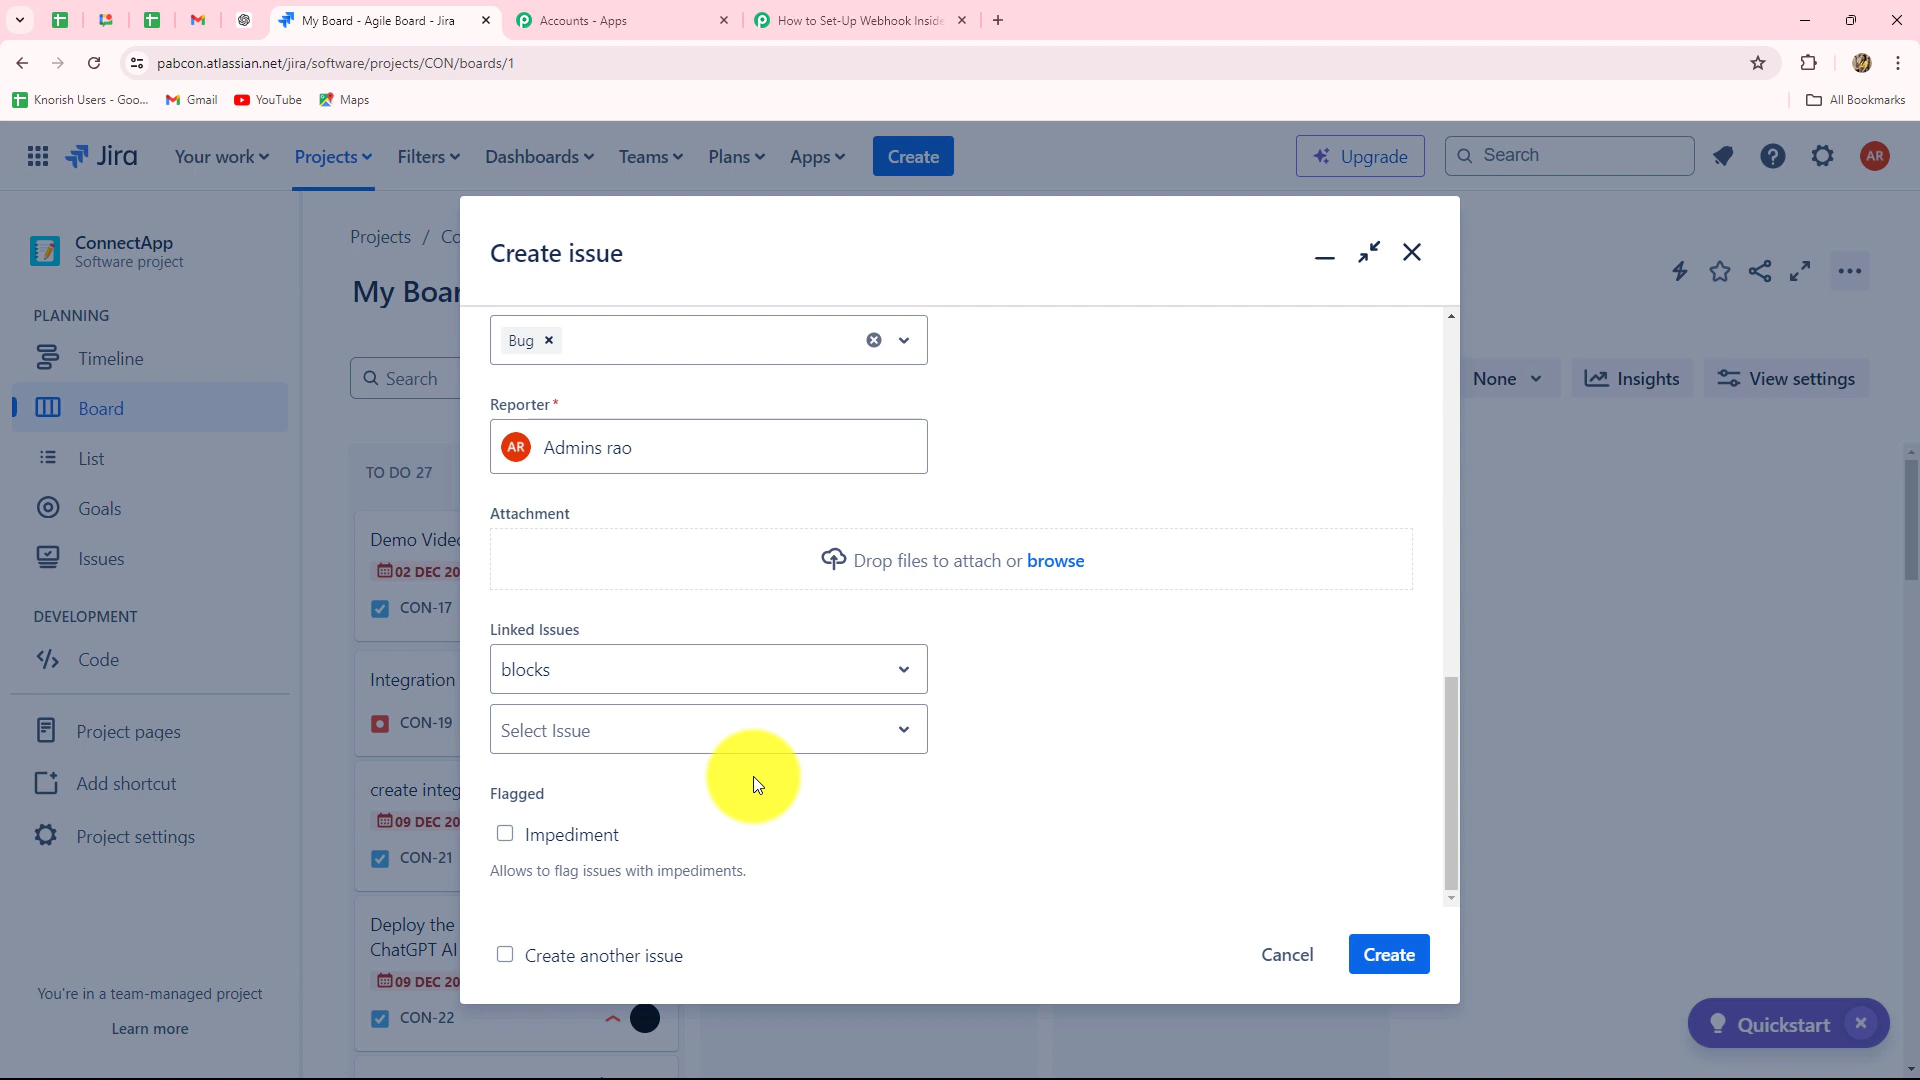 My Board - Agile Board - Jira
Accounts - Apps
How to Set-Up Webhook Insid
pabcon.atlassian.net/jira/software/projects/CON/boards/1
Knorish Users - Goo...
Gmail
YouTube
Maps
All Bookmarks
Jira
Your work
Projects
Filters
Dashboards
Teams
Plans
Apps
Create
Upgrade
Search
AR
ConnectApp
Software project
PLANNING
Timeline
Board
List
Goals
Issues
DEVELOPMENT
Code
Project pages
Add shortcut
Project settings
You're in a team-managed project
Learn more
Projects / Co
My Boar
Search
None
Insights
View settings
TO DO 27
Demo Video
02 DEC 20
CON-17
Integration
CON-19
create integ
09 DEC 20
CON-21
Deploy the
ChatGPT AI
09 DEC 20
CON-22
Create issue
Bug
Reporter *
AR Admins rao
Attachment
Drop files to attach or browse
Linked Issues
blocks
Select Issue
Flagged
Impediment
Allows to flag issues with impediments.
Create another issue
Cancel
Create
Quickstart